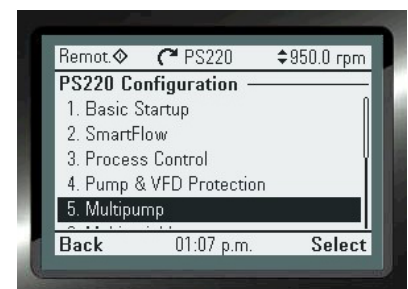 Remot. PS220 950.0 rpm
PS220 Configuration
1. Basic Startup
2. SmartFlow
3. Process Control
4. Pump & VFD Protection
5. Multipump
Back 01:07 p.m. Select